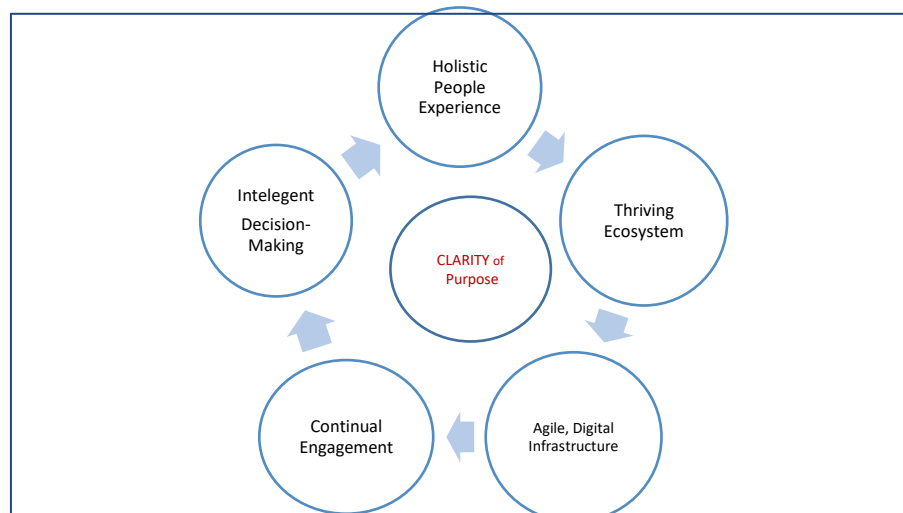 Holistic
People
Experience
Thriving
Ecosystem
Agile, Digital
Infrastructure
Continual
Engagement
Intelegent
Decision-
Making
CLARITY of
Purpose